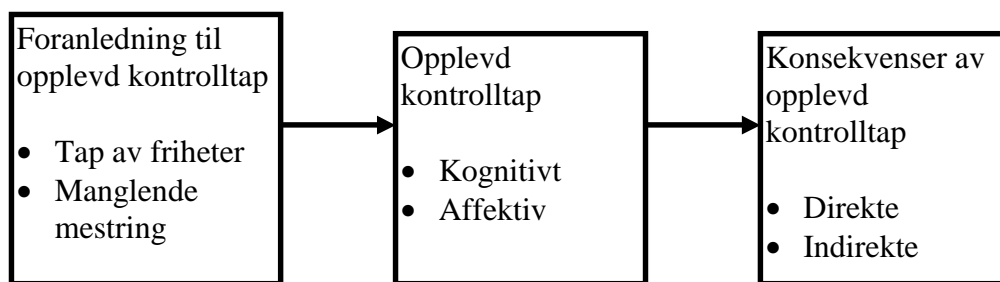 Foranledning til
opplevd kontrolltap
• Tap av friheter
• Manglende
mestring
Opplevd
kontrolltap
• Kognitivt
• Affektiv
Konsekvenser av
opplevd
kontrolltap
• Direkte
• Indirekte